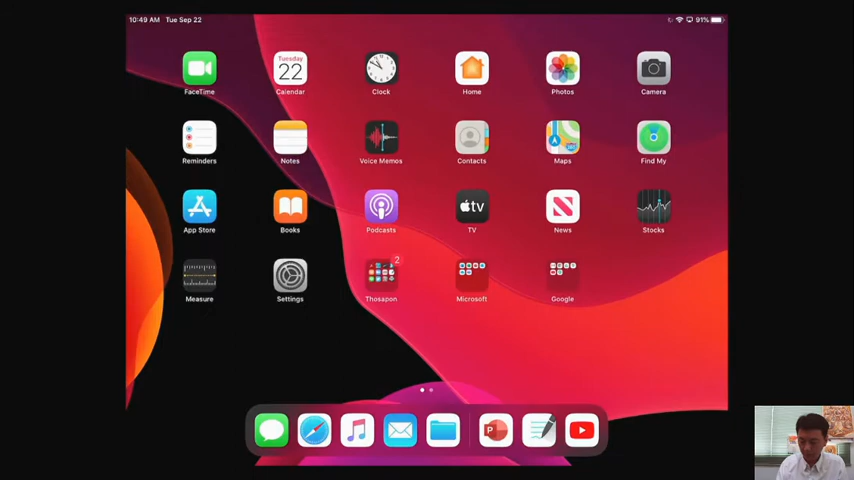 10:49 AM Tue Sep 22 91%
Tuesday
22
FaceTime Calendar Clock Home Photos Camera
Reminders Notes Voice Memos Contacts Maps Find My
tv
App Store Books Podcasts TV News Stocks
2
Measure Settings Thosapon Microsoft Google
P